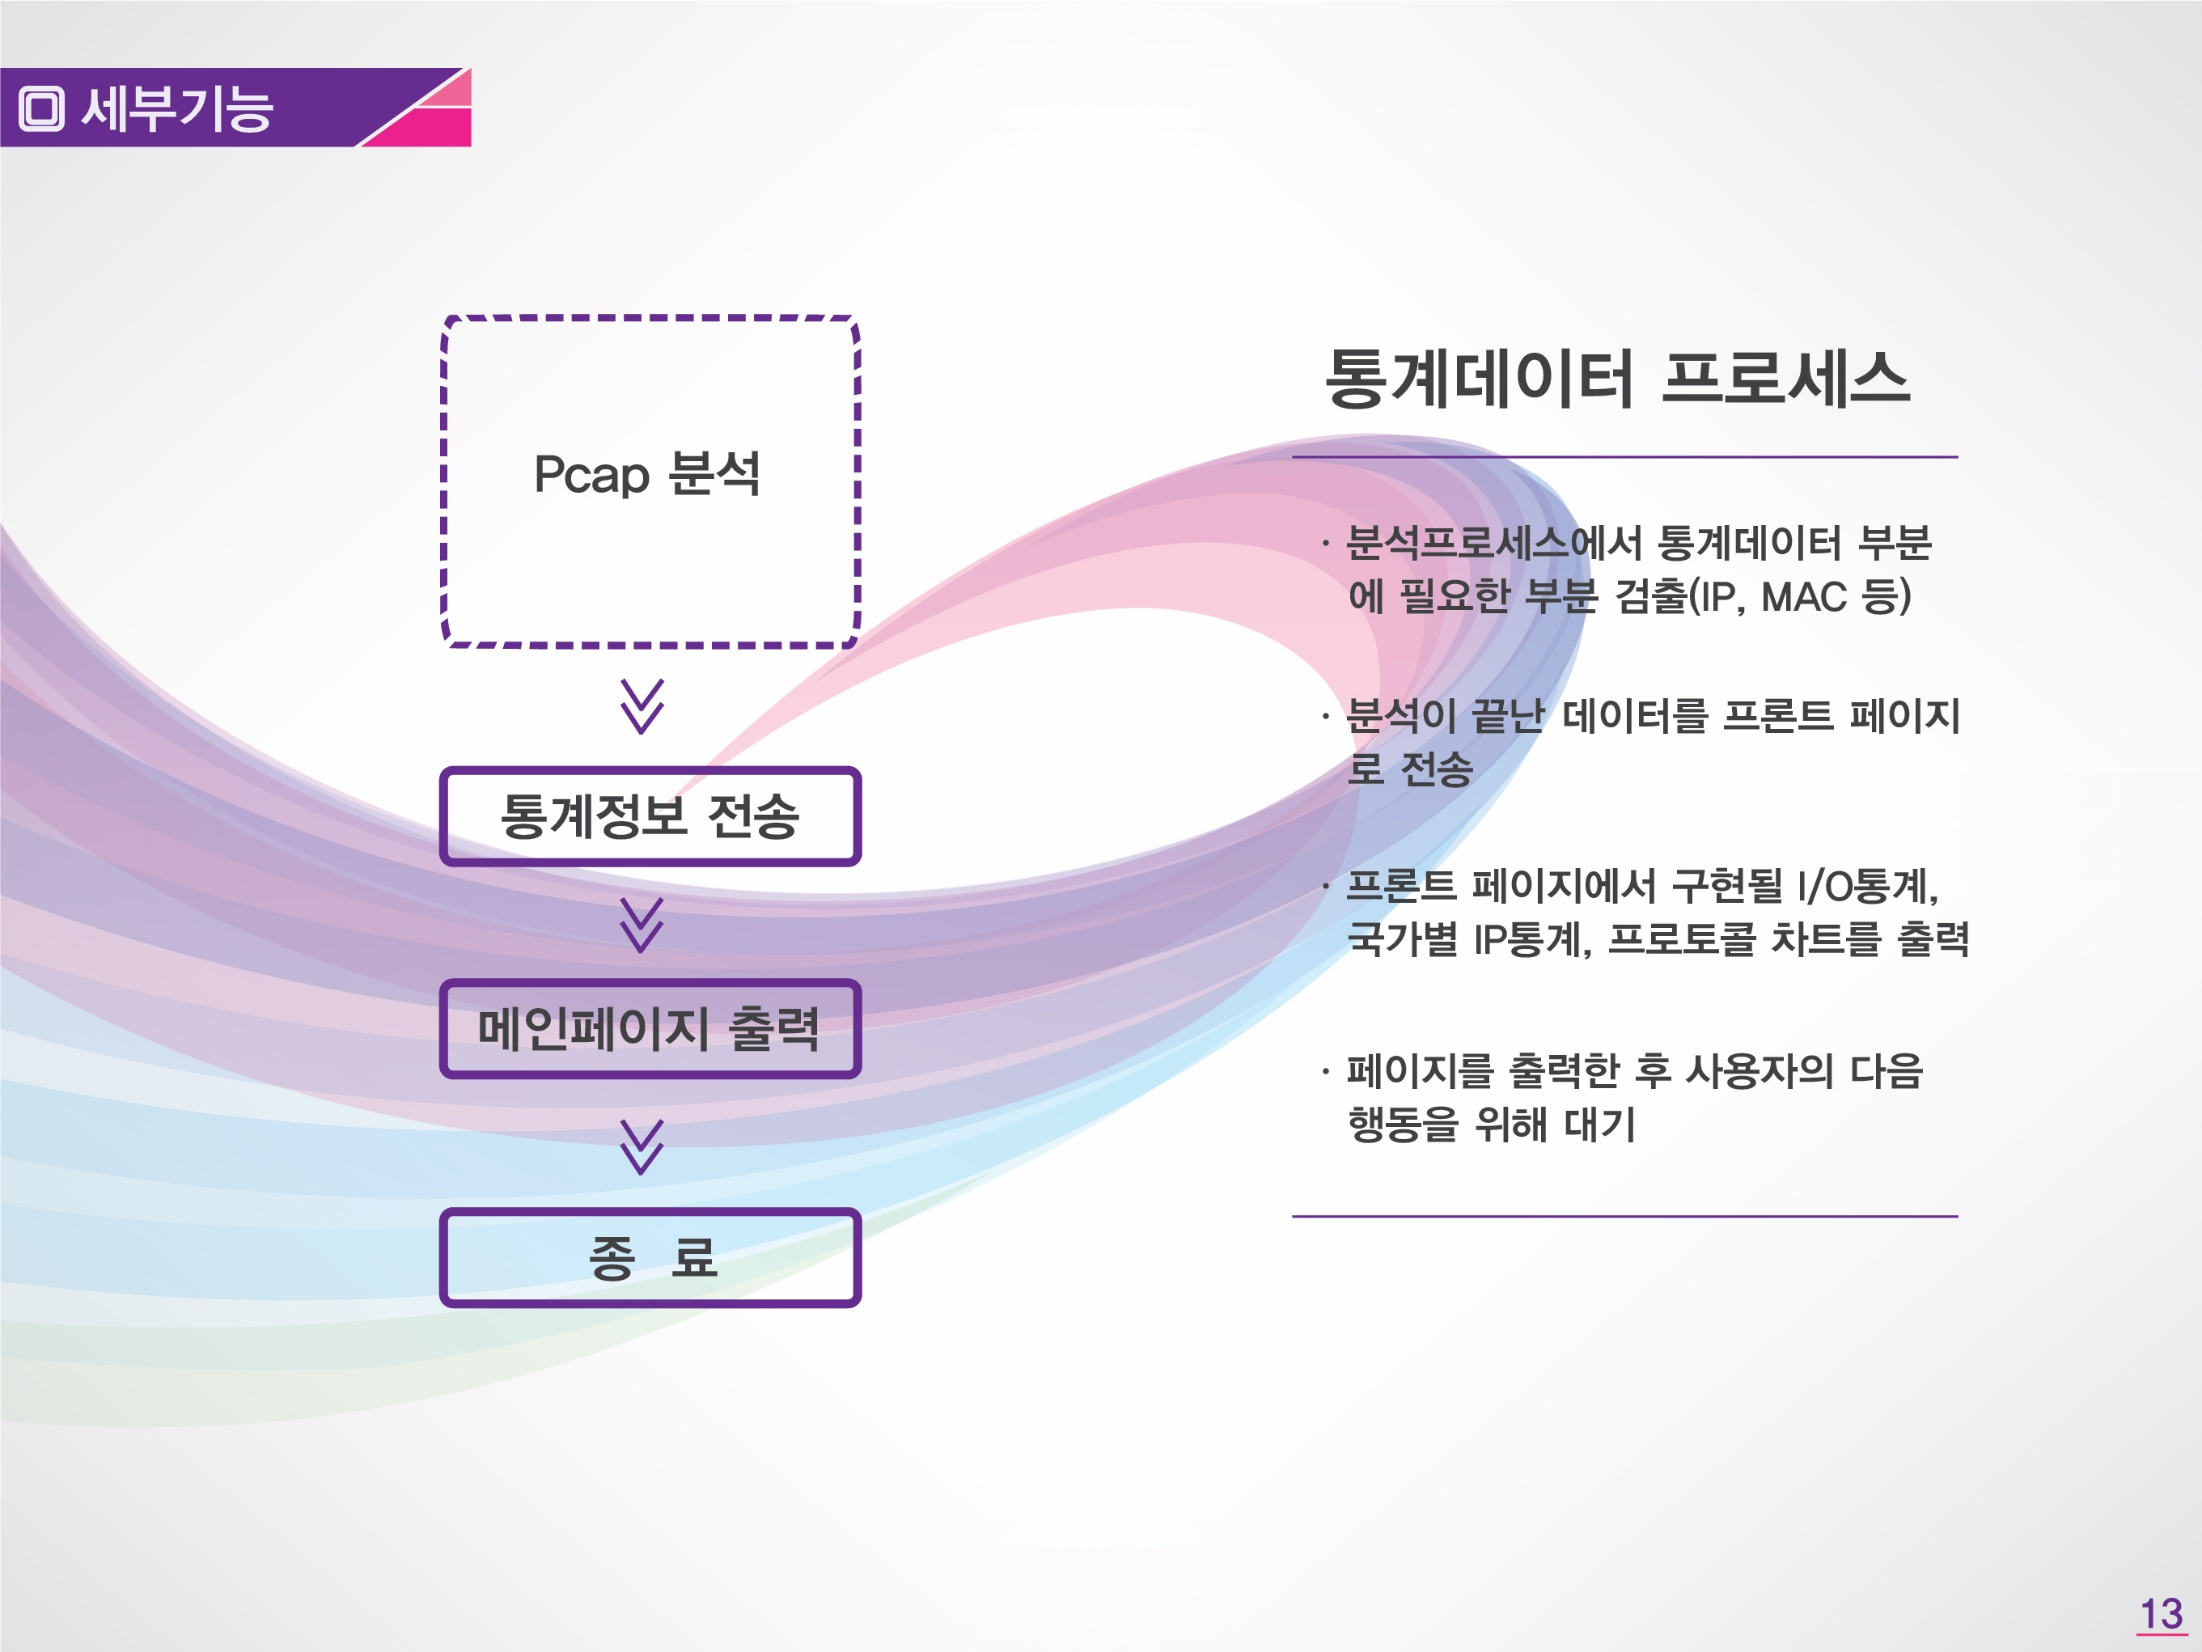 세부기능
Pcap 분석
통계정보 전송
메인페이지 출력
종 료
통계데이터 프로세스
· 분석프로세스에서 통계데이터 부분
에 필요한 부분 검출(IP, MAC 등)
· 분석이 끝난 데이터를 프론트 페이지
로 전송
· 프론트 페이지에서 구현될 I/O통계,
국가별 IP통계, 프로토콜 차트를 출력
· 페이지를 출력한 후 사용자의 다음
행동을 위해 대기
13